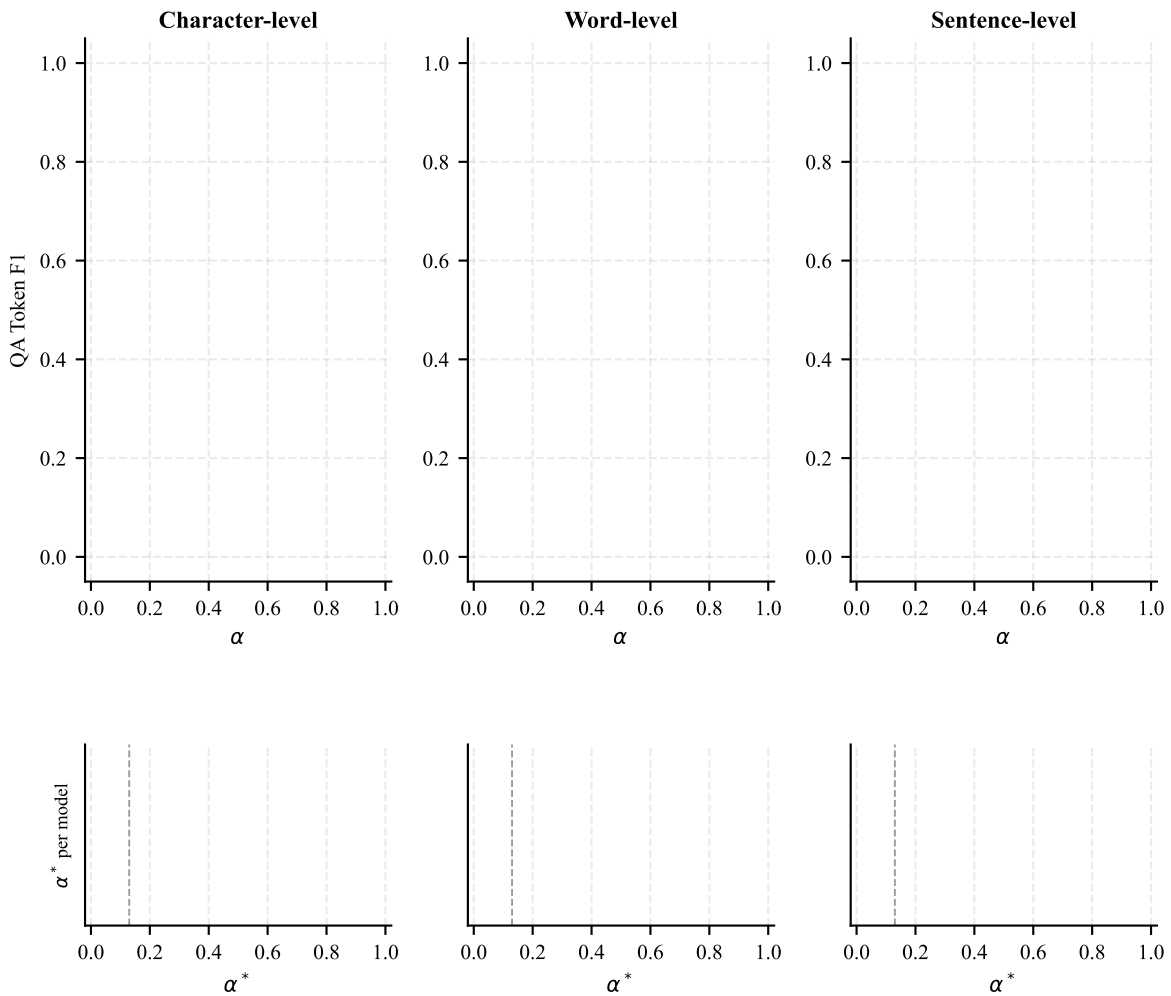 Character-level Word-level Sentence-level
QA Token F1
1.0 1.0 1.0
0.8 0.8 0.8
0.6 0.6 0.6
0.4 0.4 0.4
0.2 0.2 0.2
0.0 0.0 0.0
0.0 0.2 0.4 0.6 0.8 1.0 0.0 0.2 0.4 0.6 0.8 1.0 0.0 0.2 0.4 0.6 0.8 1.0
α α α
α* per model
0.0 0.2 0.4 0.6 0.8 1.0 0.0 0.2 0.4 0.6 0.8 1.0 0.0 0.2 0.4 0.6 0.8 1.0
α* α* α*